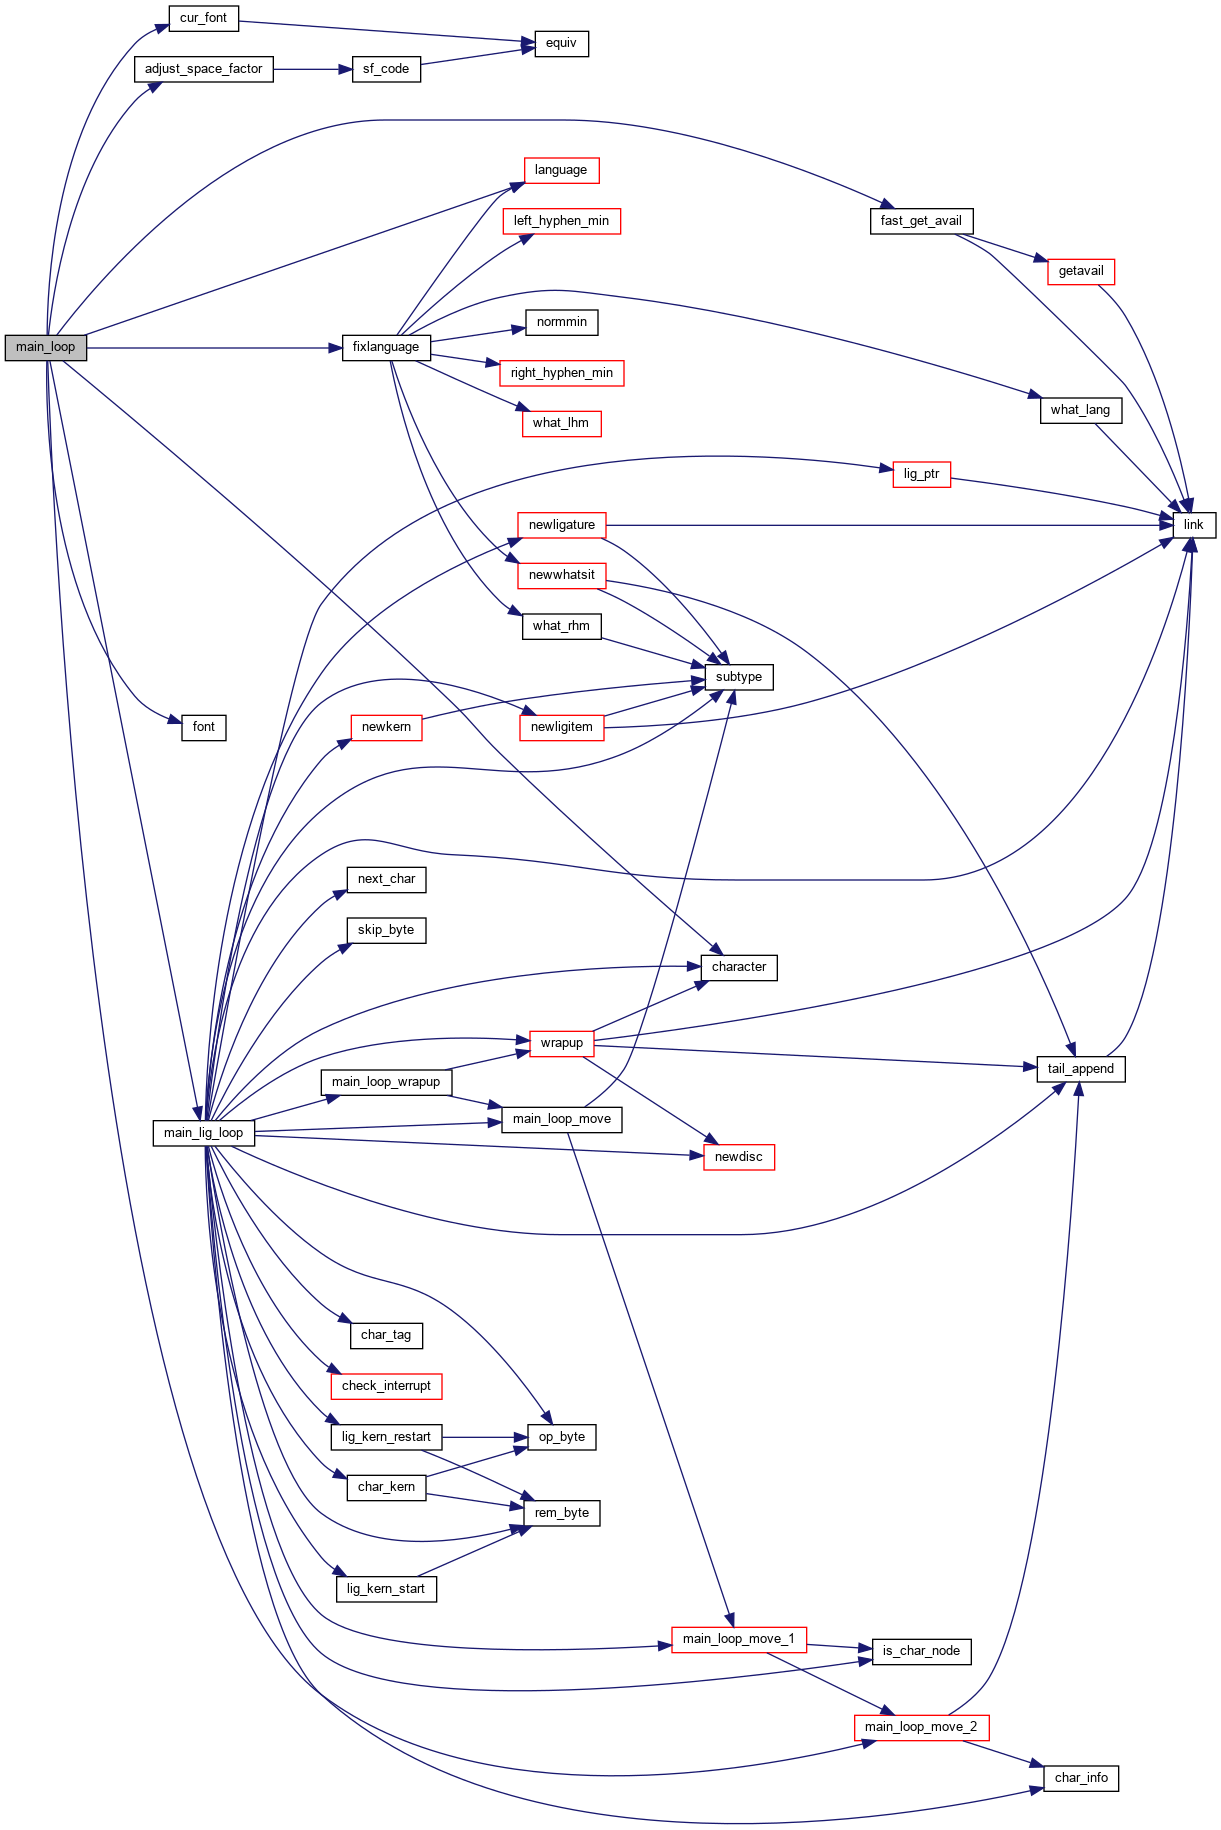 cur_font
equiv
adjust_space_factor
sf_code
language
left_hyphen_min
fast_get_avail
getavail
normmin
main_loop
fixlanguage
right_hyphen_min
what_lhm
what_lang
lig_ptr
newligature
link
newwhatsit
what_rhm
subtype
font
newkern
newligitem
next_char
skip_byte
character
wrapup
main_loop_wrapup
tail_append
main_loop_move
main_lig_loop
newdisc
char_tag
check_interrupt
lig_kern_restart
op_byte
char_kern
rem_byte
lig_kern_start
main_loop_move_1
is_char_node
main_loop_move_2
char_info